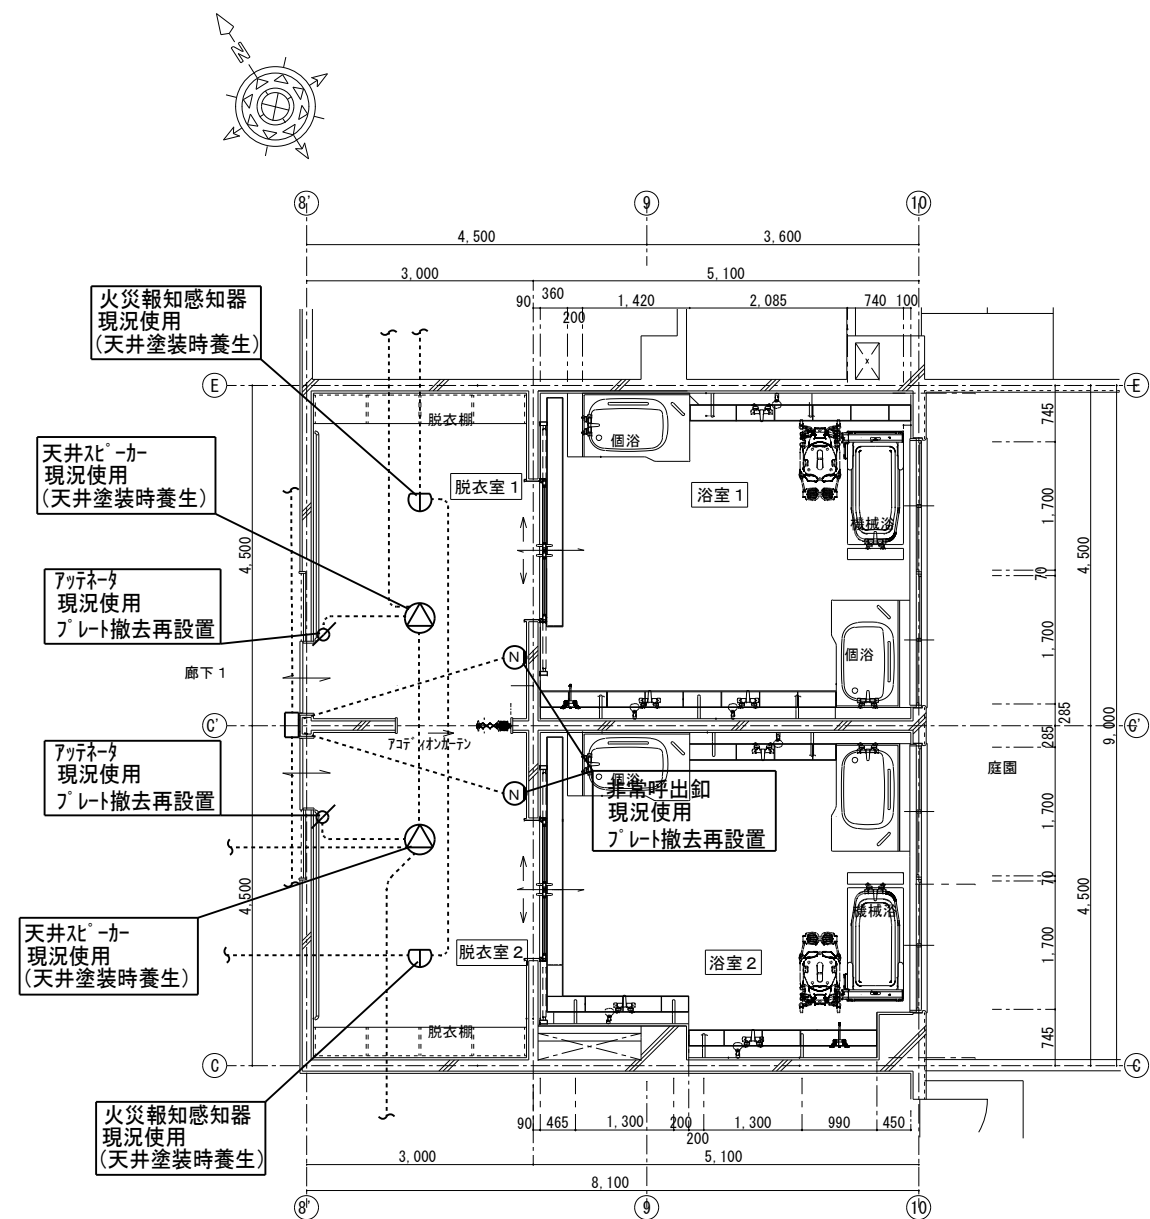 N
8'
9
10
4,500
3,600
3,000
5,100
90
360
200
1,420
2,085
740
100
火災報知感知器
現況使用
(天井塗装時養生)
E
E
脱衣棚
個浴
745
天井ｽﾋﾟｰカー
現況使用
(天井塗装時養生)
脱衣室１
浴室１
機械浴
1,700
4,500
4,500
70
ｱｯﾃﾈｰﾀ
現況使用
ﾌﾟﾚｰﾄ撤去再設置
廊下１
N
個浴
1,700
285
C'
C'
9,000
285
ｱｺﾃﾞｨｵﾝｶｰﾃﾝ
庭園
ｱｯﾃﾈｰﾀ
現況使用
ﾌﾟﾚｰﾄ撤去再設置
N
個浴
非常呼出釦
現況使用
ﾌﾟﾚｰﾄ撤去再設置
1,700
70
4,500
4,500
機械浴
天井ｽﾋﾟｰカー
現況使用
(天井塗装時養生)
脱衣室２
浴室２
1,700
脱衣棚
745
C
C
火災報知感知器
現況使用
(天井塗装時養生)
90
465
1,300
200
200
1,300
990
450
3,000
5,100
8,100
8'
9
10